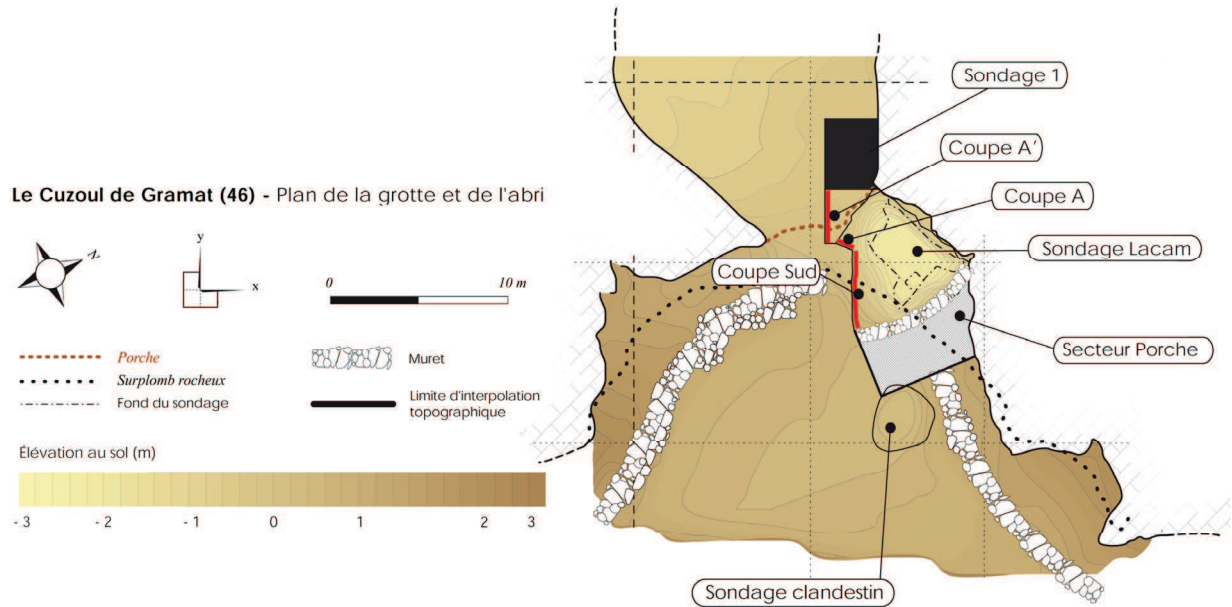 Le Cuzoul de Gramat (46) - Plan de la grotte et de l'abri
N
y
x
0
10 m
Porche
Surplomb rocheux
Fond du sondage
Muret
Limite d'interpolation
topographique
Élévation au sol (m)
- 3
- 2
- 1
0
1
2
3
Sondage 1
Coupe A'
Coupe A
Sondage Lacam
Coupe Sud
Secteur Porche
Sondage clandestin